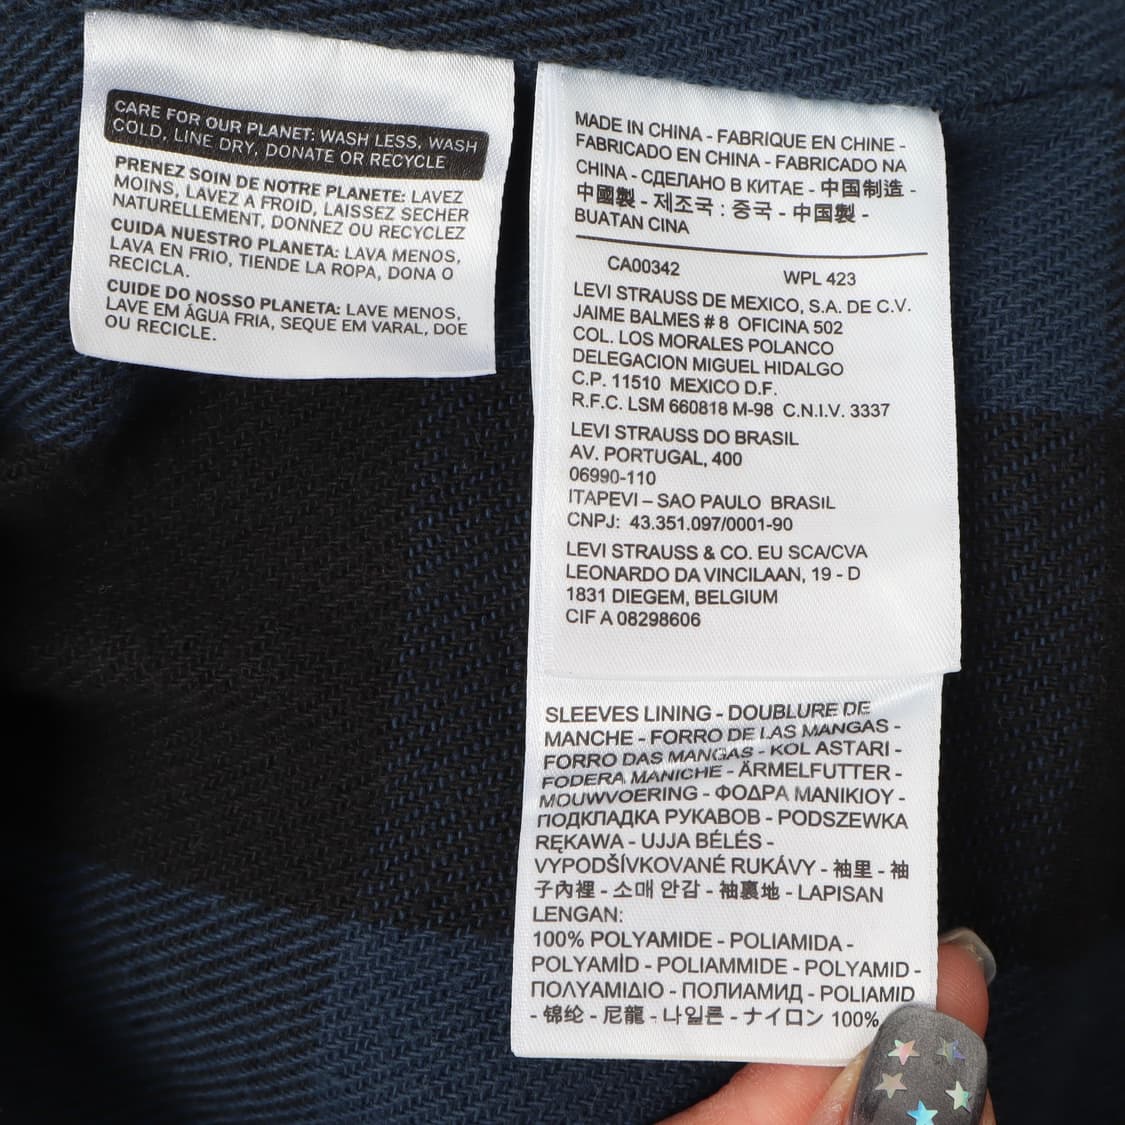 CARE FOR OUR PLANET: WASH LESS, WASH
COLD, LINE DRY, DONATE OR RECYCLE
PRENEZ SOIN DE NOTRE PLANETE: LAVEZ
MOINS, LAVEZ A FROID, LAISSEZ SECHER
NATURELLEMENT, DONNEZ OU RECYCLEZ
CUIDA NUESTRO PLANETA: LAVA MENOS,
LAVA EN FRIO, TIENDE LA ROPA, DONA O
RECICLA.
CUIDE DO NOSSO PLANETA: LAVE MENOS,
LAVE EM ÁGUA FRIA, SEQUE EM VARAL, DOE
OU RECICLE.
MADE IN CHINA - FABRIQUE EN CHINE -
FABRICADO EN CHINA - FABRICADO NA
CHINA - СДЕЛАНО В КИТАЕ - 中国制造 -
中國製 - 제조국 : 중국 - 中国製 -
BUATAN CINA
CA00342 WPL 423
LEVI STRAUSS DE MEXICO, S.A. DE C.V.
JAIME BALMES # 8 OFICINA 502
COL. LOS MORALES POLANCO
DELEGACION MIGUEL HIDALGO
C.P. 11510 MEXICO D.F.
R.F.C. LSM 660818 M-98 C.N.I.V. 3337
LEVI STRAUSS DO BRASIL
AV. PORTUGAL, 400
06990-110
ITAPEVI – SAO PAULO BRASIL
CNPJ: 43.351.097/0001-90
LEVI STRAUSS & CO. EU SCA/CVA
LEONARDO DA VINCILAAN, 19 - D
1831 DIEGEM, BELGIUM
CIF A 08298606
SLEEVES LINING - DOUBLURE DE
MANCHE - FORRO DE LAS MANGAS -
FORRO DAS MANGAS - KOL ASTARI -
FODERA MANICHE - ÄRMELFUTTER -
MOUWVOERING - ΦΟΔΡΑ ΜΑΝΙΚΙΟΥ -
ПОДКЛАДКА РУКАВОВ - PODSZEWKA
RĘKAWA - UJJA BÉLÉS -
VYPODŠÍVKOVANÉ RUKÁVY - 袖里 - 袖
子內裡 - 소매 안감 - 袖裏地 - LAPISAN
LENGAN:
100% POLYAMIDE - POLIAMIDA -
POLYAMİD - POLIAMMIDE - POLYAMID -
ΠΟΛΥΑΜΙΔΙΟ - ПОЛИАМИД - POLIAMID
- 锦纶 - 尼龍 - 나일론 - ナイロン 100%